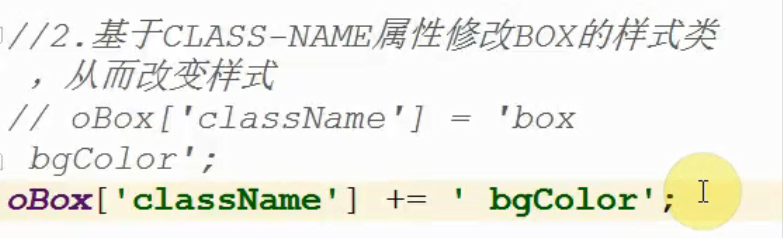 //2.基于CLASS-NAME属性修改BOX的样式类
，从而改变样式
// oBox['className'] = 'box
bgColor';
oBox['className'] += ' bgColor';